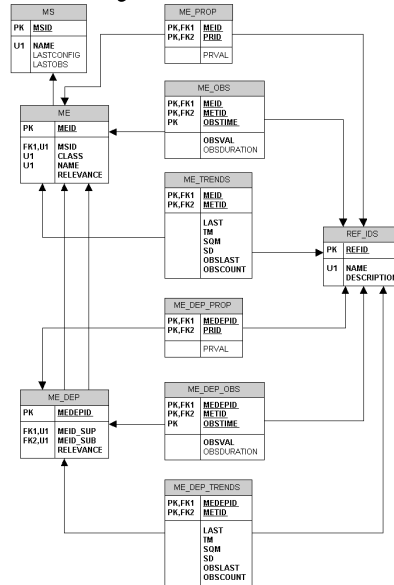 MS
PK MSID
U1 NAME
LASTCONFIG
LASTOBS
ME_PROP
PK,FK1 MEID
PK,FK2 PRID
PRVAL
ME
PK MEID
FK1,U1 MSID
U1 CLASS
U1 NAME
RELEVANCE
ME_OBS
PK,FK1 MEID
PK,FK2 METID
PK OBSTIME
OBSVAL
OBSDURATION
ME_TRENDS
PK,FK1 MEID
PK,FK2 METID
LAST
TM
SQM
SD
OBSLAST
OBSCOUNT
REF_IDS
PK REFID
U1 NAME
DESCRIPTION
ME_DEP_PROP
PK,FK1 MEDEPID
PK,FK2 PRID
PRVAL
ME_DEP
PK MEDEPID
FK1,U1 MEID_SUP
FK2,U1 MEID_SUB
RELEVANCE
ME_DEP_OBS
PK,FK1 MEDEPID
PK,FK2 METID
PK OBSTIME
OBSVAL
OBSDURATION
ME_DEP_TRENDS
PK,FK1 MEDEPID
PK,FK2 METID
LAST
TM
SQM
SD
OBSLAST
OBSCOUNT